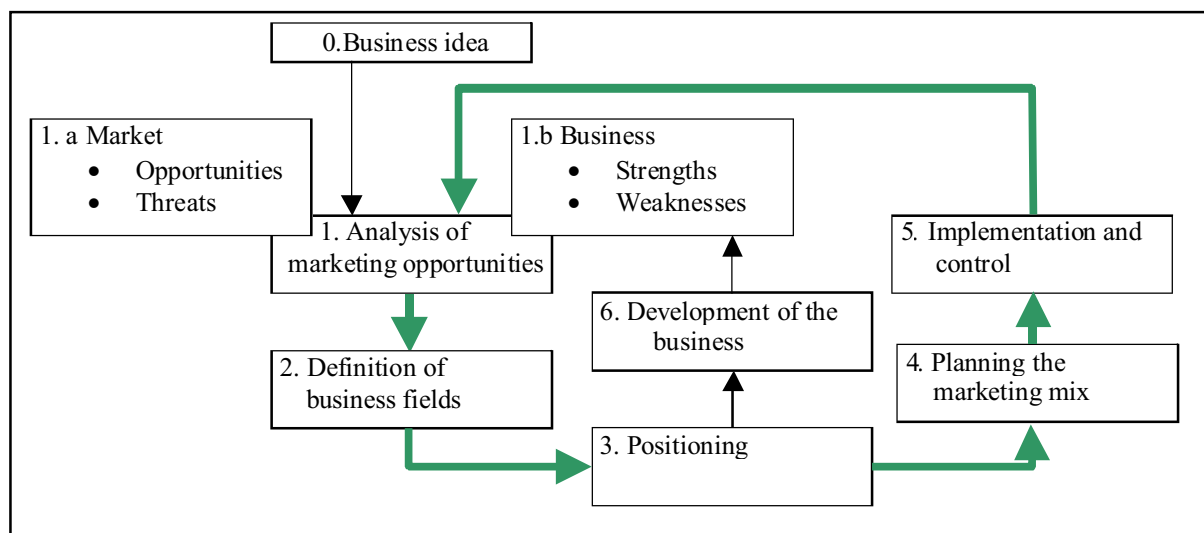 0.Business idea
1. a Market
• Opportunities
• Threats
1.b Business
• Strengths
• Weaknesses
1. Analysis of
marketing opportunities
2. Definition of
business fields
3. Positioning
6. Development of the
business
5. Implementation and
control
4. Planning the
marketing mix